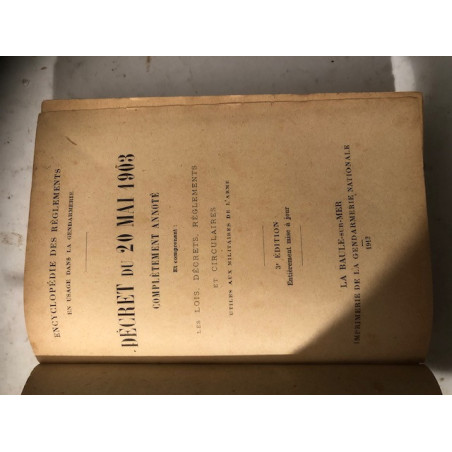 ENCYCLOPÉDIE DES RÈGLEMENTS
EN USAGE DANS LA GENDARMERIE
DÉCRET DU 20 MAI 1903
COMPLÈTEMENT ANNOTÉ
Et comprenant :
LES LOIS, DÉCRETS, RÈGLEMENTS
ET CIRCULAIRES
UTILES AUX MILITAIRES DE L'ARME
3e ÉDITION
Entièrement mise à jour
LA BAULE-SUR-MER
IMPRIMERIE DE LA GENDARMERIE NATIONALE